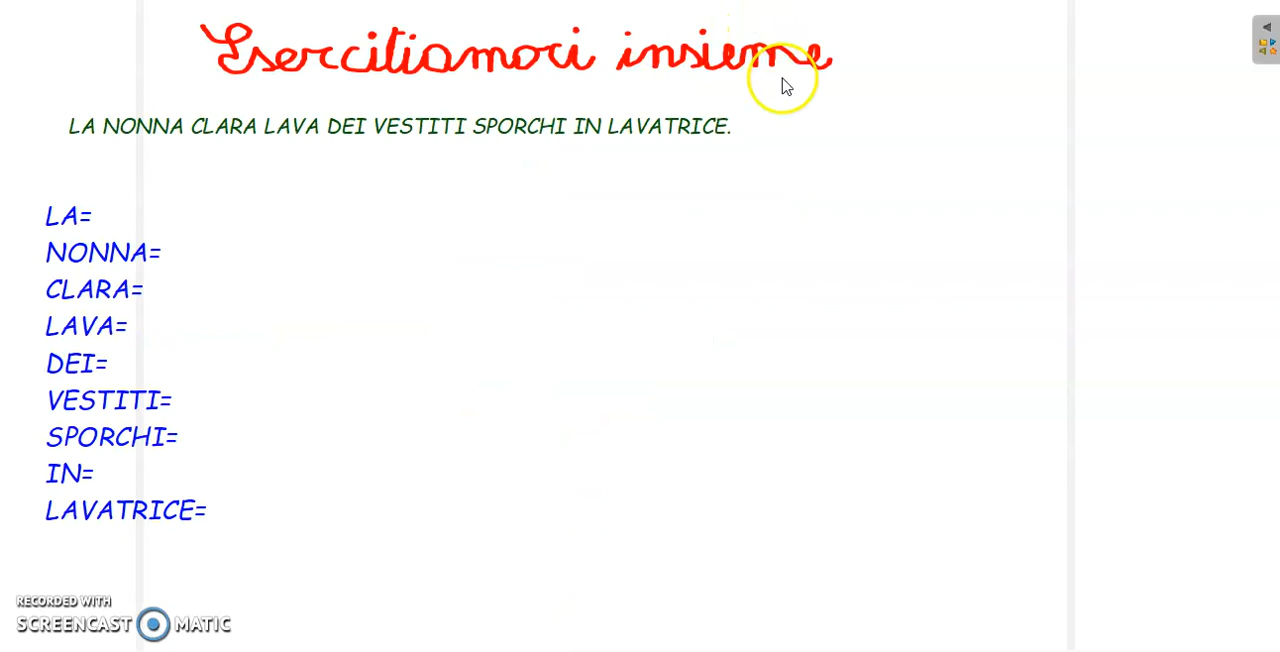 Esercitiamoci insieme
LA NONNA CLARA LAVA DEI VESTITI SPORCHI IN LAVATRICE.
LA=
NONNA=
CLARA=
LAVA=
DEI=
VESTITI=
SPORCHI=
IN=
LAVATRICE=
RECORDED WITH
SCREENCAST MATIC